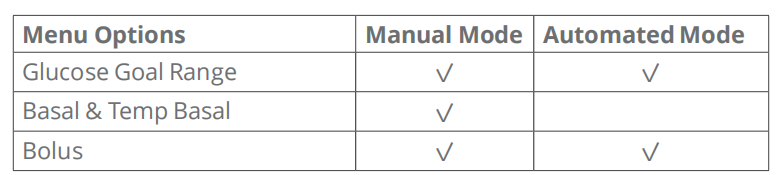 Menu Options Manual Mode Automated Mode
Glucose Goal Range √ √
Basal & Temp Basal √
Bolus √ √